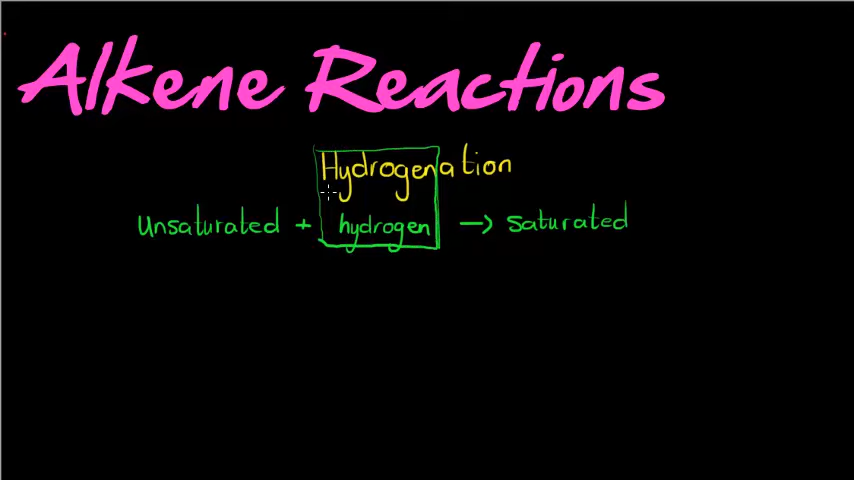 Alkene Reactions
Hydrogenation
Unsaturated + hydrogen → saturated